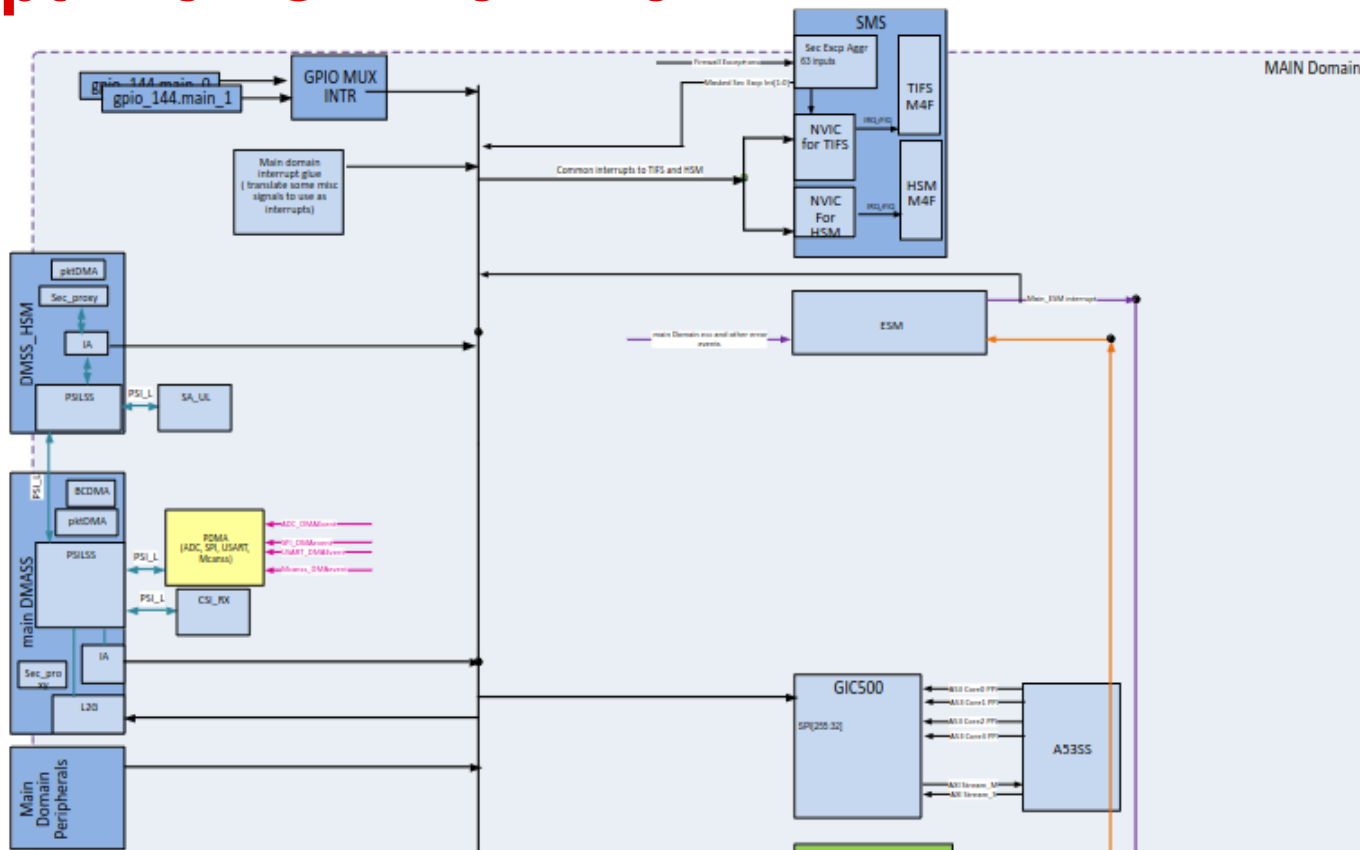 SMS
Sec Excp Aggr
63 inputs
TIFS
M4F
NVIC
for TIFS
IRQ/FIQ
HSM
M4F
NVIC
For
HSM
IRQ/FIQ
MAIN Domain
Firewall Exceptions
Masked Sec Excp Int[1:0]
gpio_144.main_0
gpio_144.main_1
GPIO MUX
INTR
Main domain
interrupt glue
( translate some misc
signals to use as
interrupts)
Common interrupts to TIFS and HSM
DMSS_HSM
pktDMA
Sec_proxy
IA
PSILSS
PSI_L
SA_UL
ESM
Main_ESM interrupt
main Domain ecc and other error
events
PSI_L
main DMASS
BCDMA
pktDMA
PSILSS
PSI_L
PDMA
(ADC, SPI, USART,
Mcanss)
ADC_DMAEvent
SPI_DMAevent
USART_DMAEvent
Mcanss_DMAevent
PSI_L
CSI_RX
IA
Sec_pro
xy
L2G
GIC500
SPI[255:32]
A53 Core0 PPI
A53 Core1 PPI
A53 Core2 PPI
A53 Core3 PPI
AXI Stream_M
AXI Stream_S
A53SS
Main
Domain
Peripherals